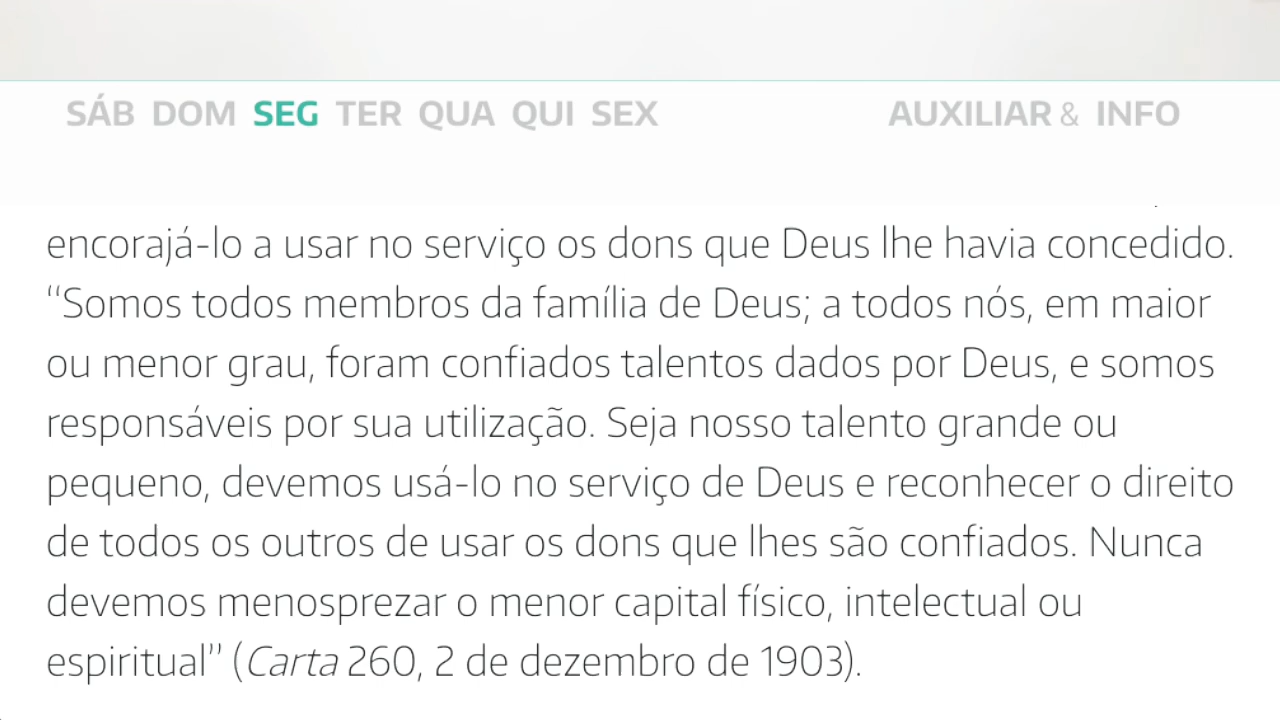 SÁB DOM SEG TER QUA QUI SEX AUXILIAR & INFO
encorajá-lo a usar no serviço os dons que Deus lhe havia concedido.
“Somos todos membros da família de Deus; a todos nós, em maior
ou menor grau, foram confiados talentos dados por Deus, e somos
responsáveis por sua utilização. Seja nosso talento grande ou
pequeno, devemos usá-lo no serviço de Deus e reconhecer o direito
de todos os outros de usar os dons que lhes são confiados. Nunca
devemos menosprezar o menor capital físico, intelectual ou
espiritual” (Carta 260, 2 de dezembro de 1903).